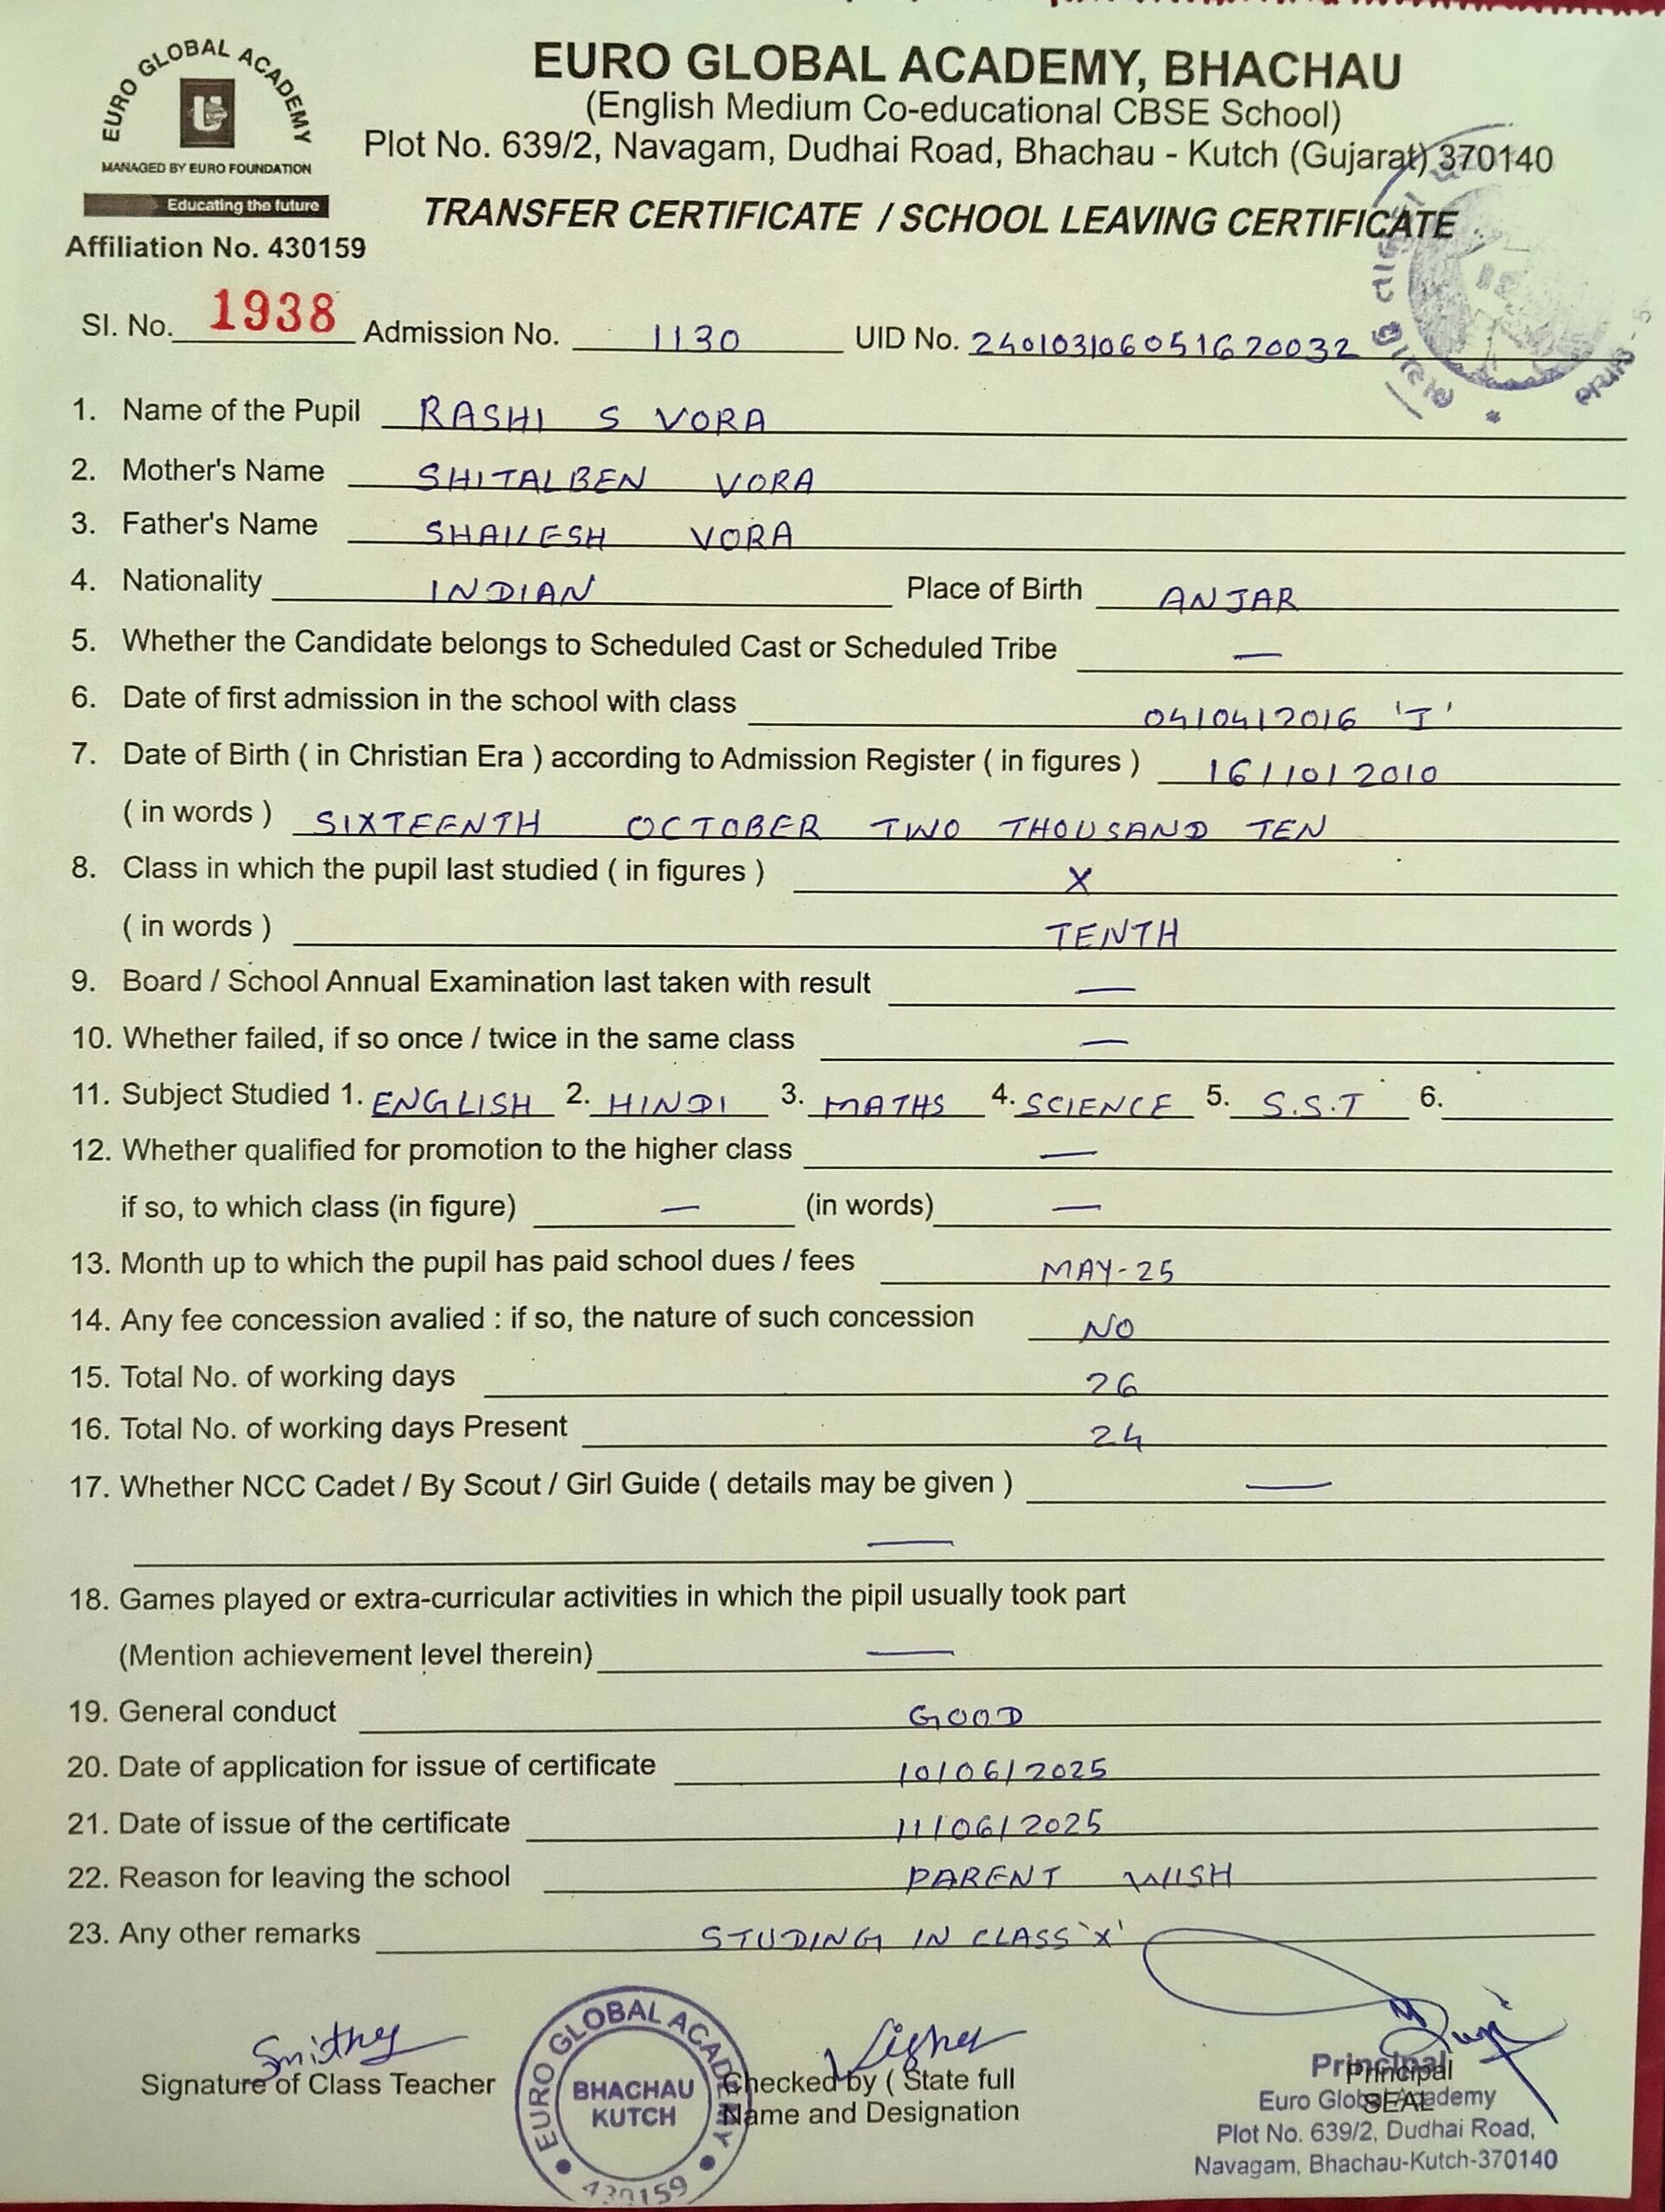 EURO GLOBAL ACADEMY
MANAGED BY EURO FOUNDATION
Educating the future
Affiliation No. 430159
EURO GLOBAL ACADEMY, BHACHAU
(English Medium Co-educational CBSE School)
Plot No. 639/2, Navagam, Dudhai Road, Bhachau - Kutch (Gujarat) 370140
TRANSFER CERTIFICATE / SCHOOL LEAVING CERTIFICATE
Sl. No. 1938 Admission No. 1130 UID No. 240103106051620032
1. Name of the Pupil RASHI S VORA
2. Mother's Name SHITALBEN VORA
3. Father's Name SHAILESH VORA
4. Nationality INDIAN Place of Birth ANJAR
5. Whether the Candidate belongs to Scheduled Cast or Scheduled Tribe —
6. Date of first admission in the school with class 04/04/2016 'I'
7. Date of Birth ( in Christian Era ) according to Admission Register ( in figures ) 16/10/2010
( in words ) SIXTEENTH OCTOBER TWO THOUSAND TEN
8. Class in which the pupil last studied ( in figures ) X
( in words ) TENTH
9. Board / School Annual Examination last taken with result —
10. Whether failed, if so once / twice in the same class —
11. Subject Studied 1. ENGLISH 2. HINDI 3. MATHS 4. SCIENCE 5. S.S.T 6.
12. Whether qualified for promotion to the higher class —
if so, to which class (in figure) — (in words) —
13. Month up to which the pupil has paid school dues / fees MAY-25
14. Any fee concession avalied : if so, the nature of such concession NO
15. Total No. of working days 26
16. Total No. of working days Present 24
17. Whether NCC Cadet / By Scout / Girl Guide ( details may be given ) —
—
18. Games played or extra-curricular activities in which the pipil usually took part
(Mention achievement level therein) —
19. General conduct GOOD
20. Date of application for issue of certificate 10/06/2025
21. Date of issue of the certificate 11/06/2025
22. Reason for leaving the school PARENT WISH
23. Any other remarks STUDING IN CLASS 'X'
Signature of Class Teacher
EURO GLOBAL ACADEMY
BHACHAU
KUTCH
430159
Checked by ( State full
Name and Designation
Principal
SEAL
Principal
Euro Global Academy
Plot No. 639/2, Dudhai Road,
Navagam, Bhachau-Kutch-370140